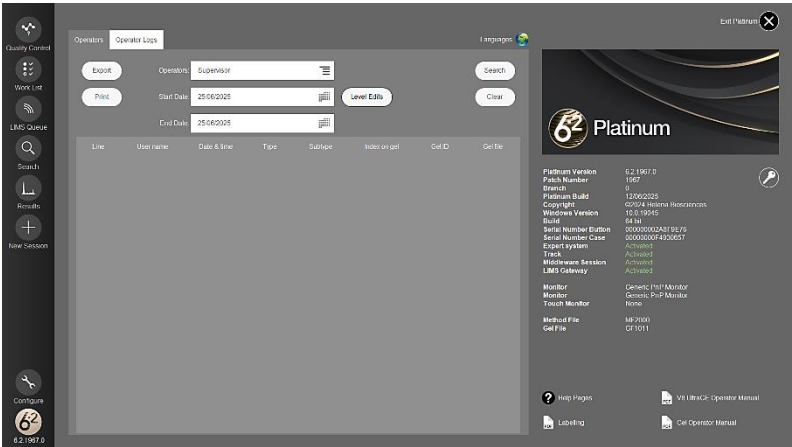 Exit Platinum
Quality Control
Work List
LIMS Queue
Search
Results
New Session
Configure
6.2.1967.0
Operators Operator Logs Languages
Export Operators: Supervisor Search
Print Start Date: 25/06/2025 Level Edits Clear
End Date: 25/06/2025
Line User name Date & time Type Subtype Index on gel Gel ID Gel file
6.2 Platinum
Platinum Version 6.2.1967.0
Patch Number 1967
Branch 0
Platinum Build 12/06/2025
Copyright ©2024 Helena Biosciences
Windows Version 10.0.19045
Build 64 bit
Serial Number Button 000000002A8F9E76
Serial Number Case 00000000F4930657
Expert system Activated
Track Activated
Middleware Session Activated
LIMS Gateway Activated
Monitor Generic PnP Monitor
Monitor Generic PnP Monitor
Touch Monitor None
Method File MF2000
Gel File GF1011
Help Pages
V8 UltraCE Operator Manual
Labelling
Gel Operator Manual